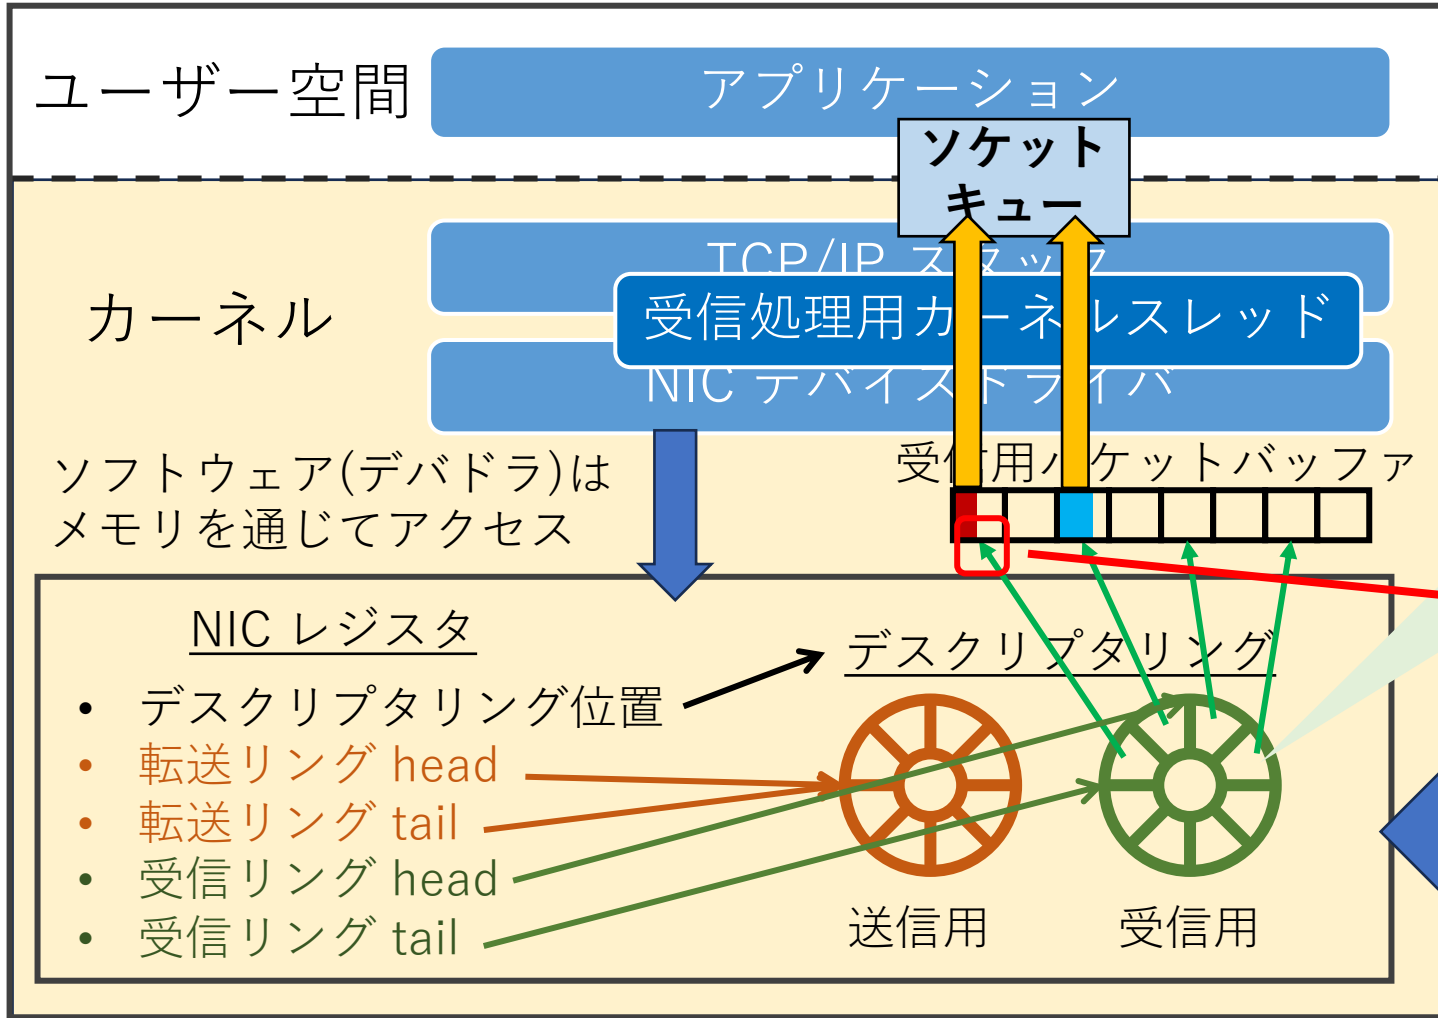 ユーザー空間
アプリケーション
ソケット
キュー
TCP/IP スタック
カーネル
受信処理用カーネルスレッド
NIC デバイスドライバ
ソフトウェア(デバドラ)は
メモリを通じてアクセス
受信用パケットバッファ
NIC レジスタ
デスクリプタリング
• デスクリプタリング位置
• 転送リング head
• 転送リング tail
• 受信リング head
• 受信リング tail
送信用
受信用